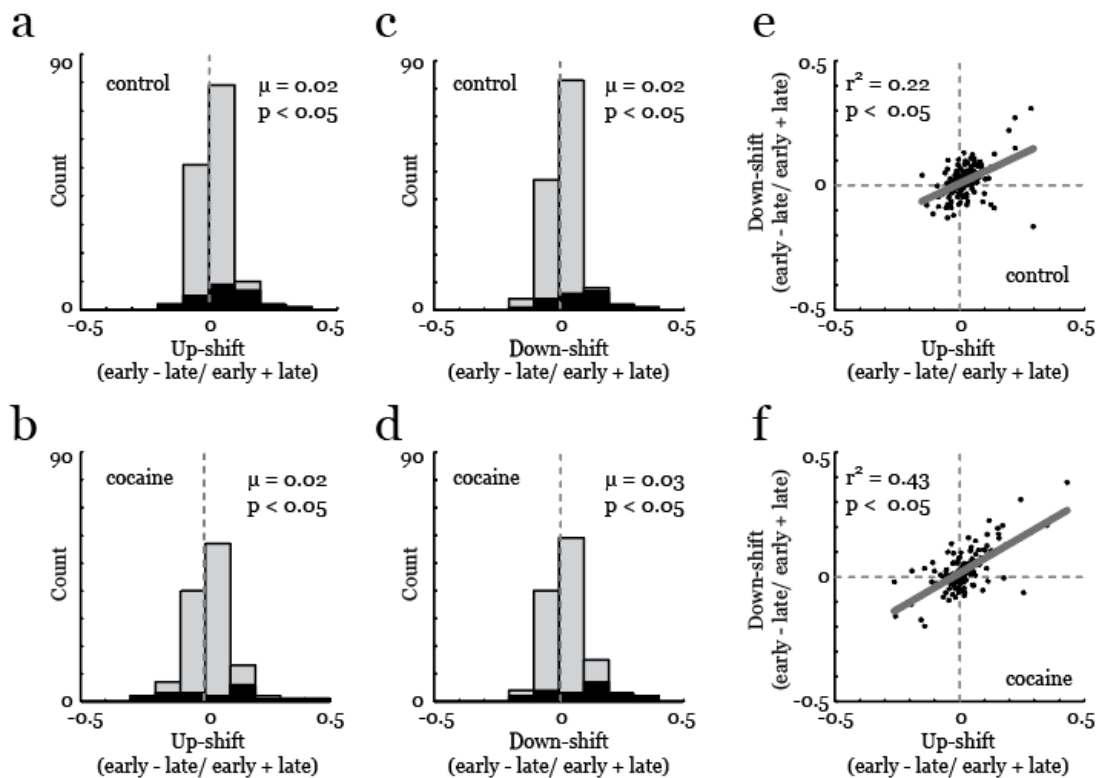 a
90
control
μ = 0.02
p < 0.05
Count
0
-0.5
0
0.5
Up-shift
(early - late/ early + late)
c
90
control
μ = 0.02
p < 0.05
Count
0
-0.5
0
0.5
Down-shift
(early - late/ early + late)
e
0.5
r² = 0.22
p < 0.05
Down-shift
(early - late/ early + late)
0
control
-0.5
-0.5
0
0.5
Up-shift
(early - late/ early + late)
b
90
cocaine
μ = 0.02
p < 0.05
Count
0
-0.5
0
0.5
Up-shift
(early - late/ early + late)
d
90
cocaine
μ = 0.03
p < 0.05
Count
0
-0.5
0
0.5
Down-shift
(early - late/ early + late)
f
0.5
r² = 0.43
p < 0.05
Down-shift
(early - late/ early + late)
0
cocaine
-0.5
-0.5
0
0.5
Up-shift
(early - late/ early + late)